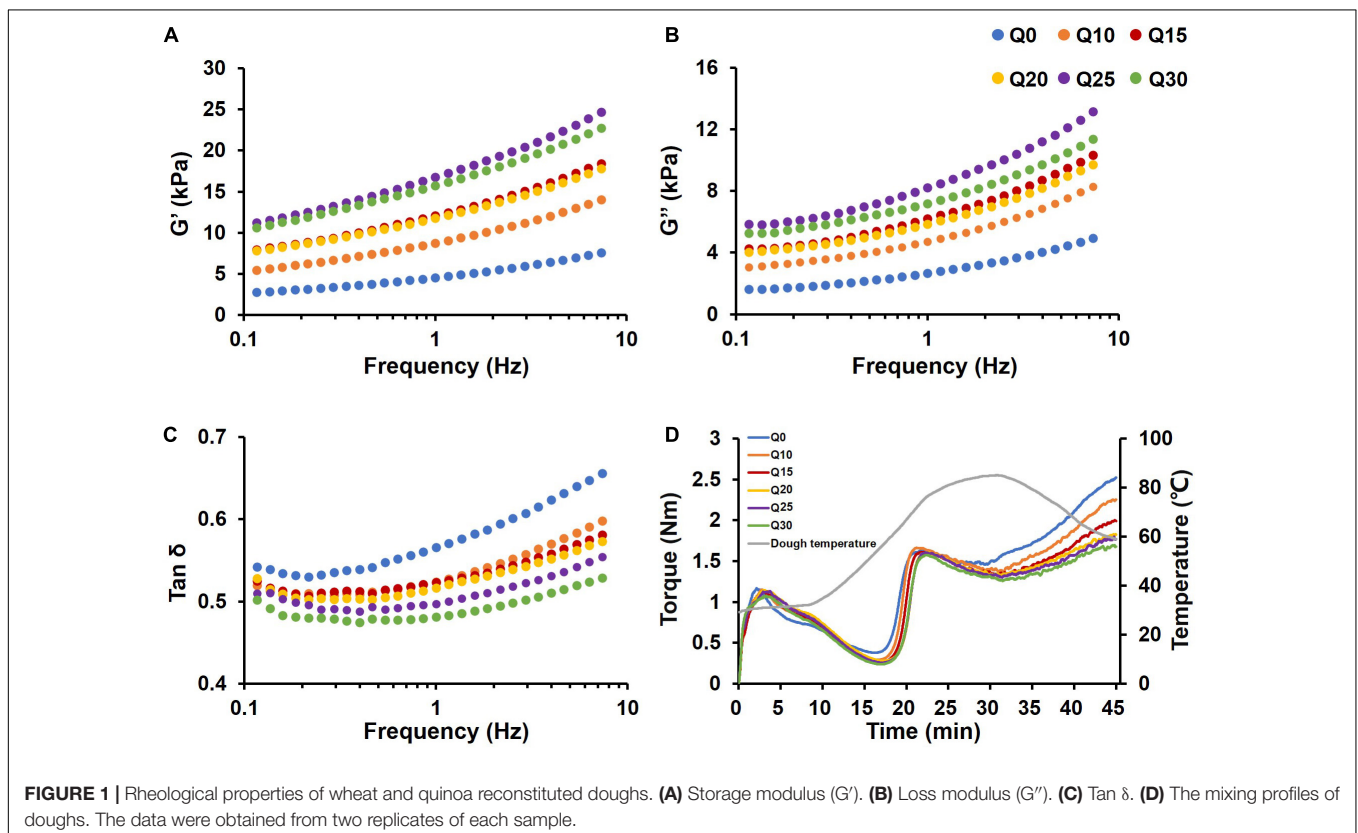 A
30
25
20
15
10
5
0
G' (kPa)
0.1 1 10
Frequency (Hz)
B
Q0 Q10 Q15
Q20 Q25 Q30
16
12
8
4
0
G'' (kPa)
0.1 1 10
Frequency (Hz)
C
0.7
0.6
0.5
0.4
Tan δ
0.1 1 10
Frequency (Hz)
D
3
2.5
2
1.5
1
0.5
0
Torque (Nm)
Q0
Q10
Q15
Q20
Q25
Q30
Dough temperature
100
80
60
40
20
0
Temperature (℃)
0 5 10 15 20 25 30 35 40 45
Time (min)
FIGURE 1 | Rheological properties of wheat and quinoa reconstituted doughs. (A) Storage modulus (G′). (B) Loss modulus (G″). (C) Tan δ. (D) The mixing profiles of
doughs. The data were obtained from two replicates of each sample.